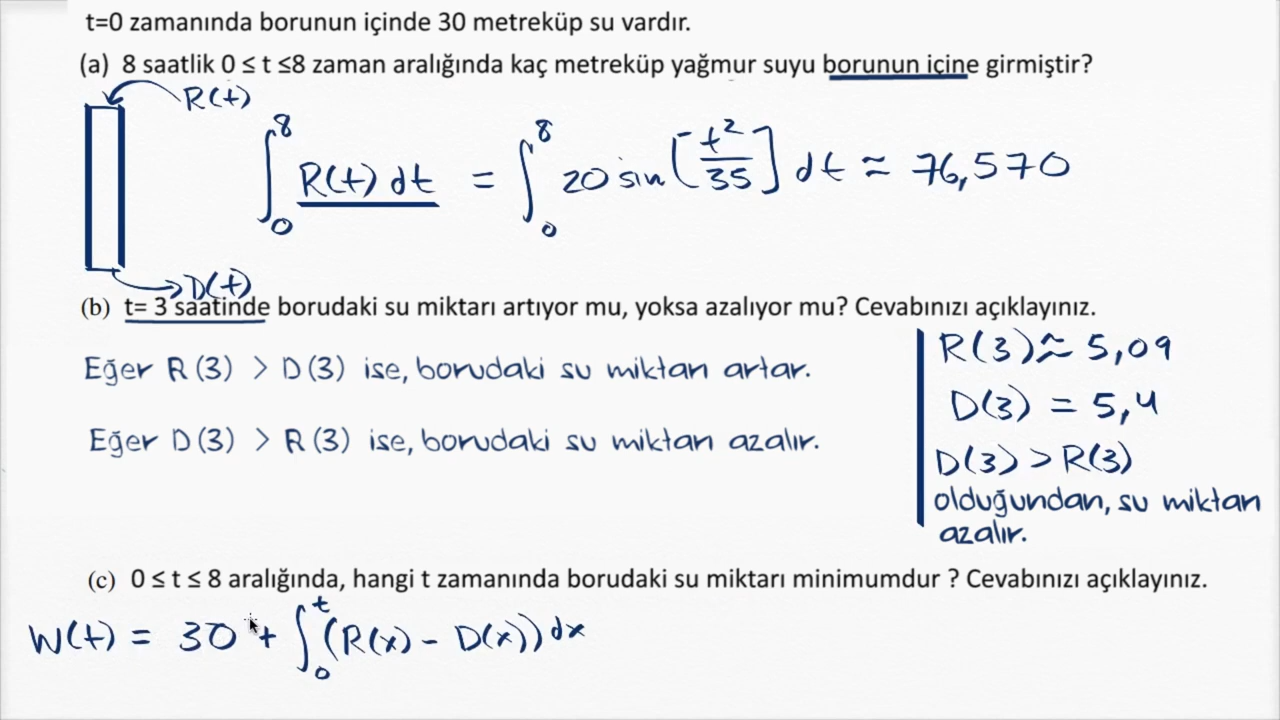 t=0 zamanında borunun içinde 30 metreküp su vardır.
(a) 8 saatlik 0 ≤ t ≤8 zaman aralığında kaç metreküp yağmur suyu borunun içine girmiştir?
R(t)
∫₀⁸ R(t) dt = ∫₀⁸ 20 sin [t²/35] dt ≈ 76,570
D(t)
(b) t= 3 saatinde borudaki su miktarı artıyor mu, yoksa azalıyor mu? Cevabınızı açıklayınız.
Eğer R(3) > D(3) ise, borudaki su miktarı artar.
Eğer D(3) > R(3) ise, borudaki su miktarı azalır.
R(3) ≈ 5,09
D(3) = 5,4
D(3) > R(3)
olduğundan, su miktarı
azalır.
(c) 0 ≤ t ≤ 8 aralığında, hangi t zamanında borudaki su miktarı minimumdur ? Cevabınızı açıklayınız.
W(t) = 30 + ∫₀ᵗ (R(x) - D(x)) dx